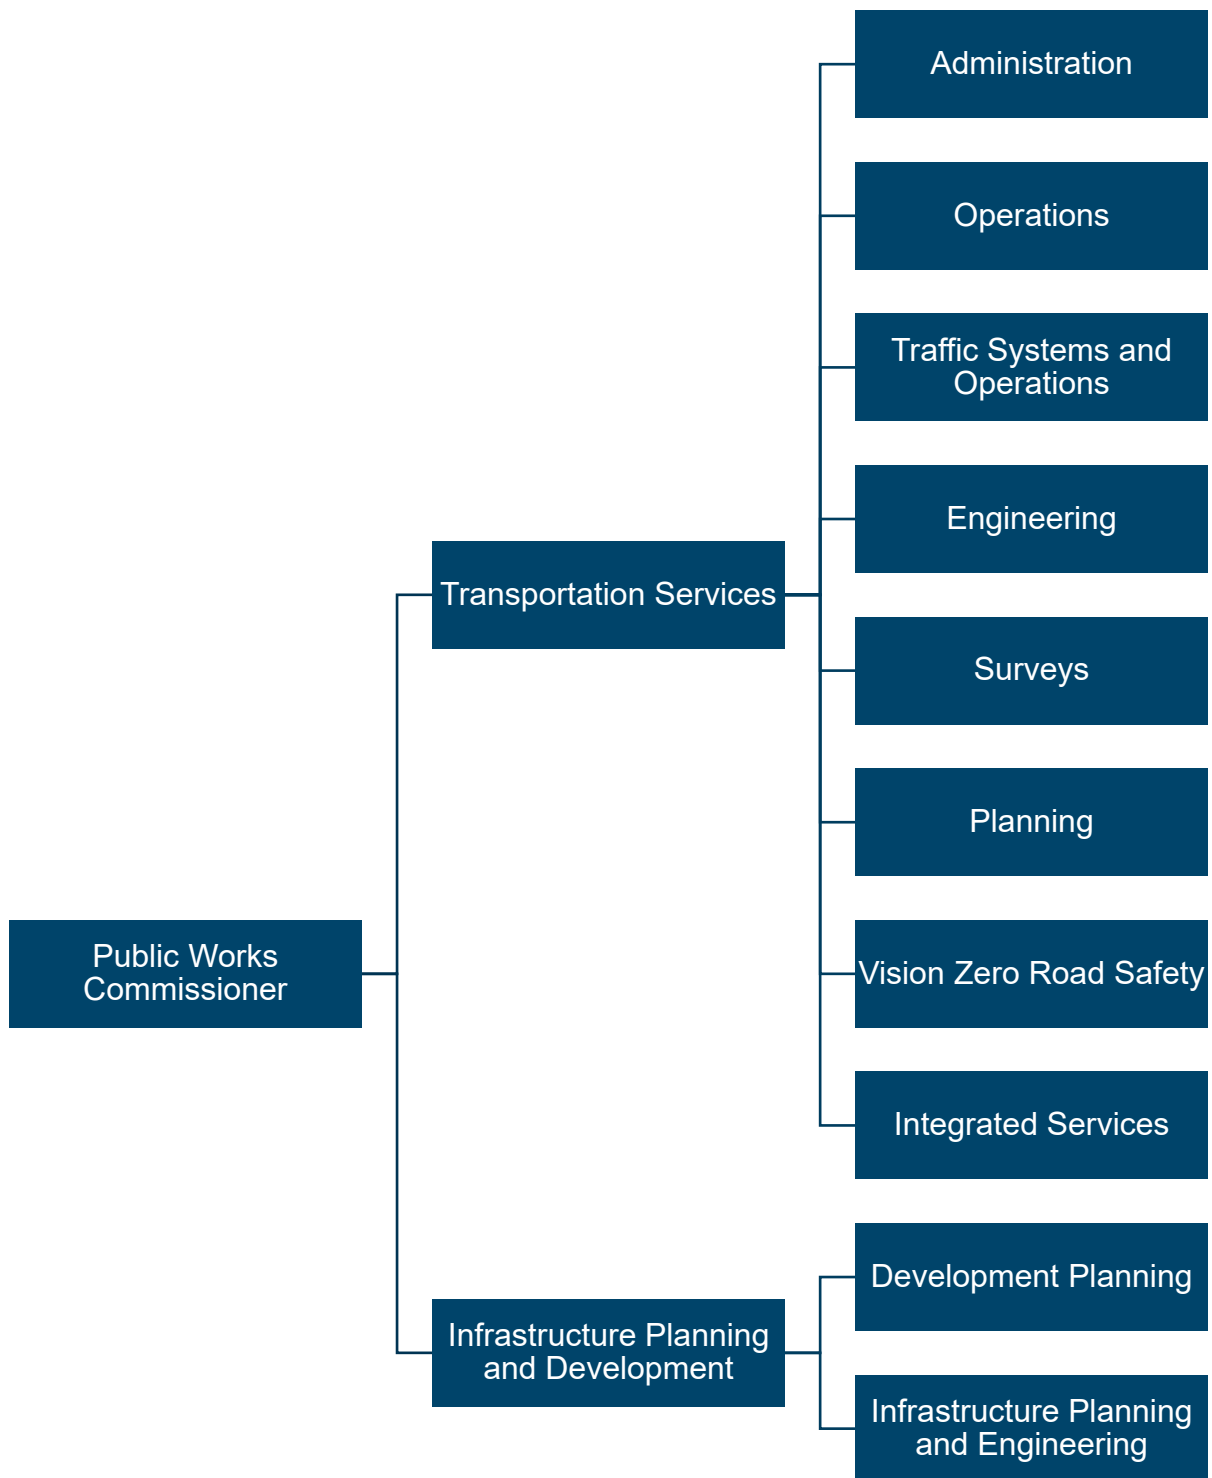 Administration
Operations
Traffic Systems and
Operations
Engineering
Transportation Services
Surveys
Planning
Public Works
Commissioner
Vision Zero Road Safety
Integrated Services
Development Planning
Infrastructure Planning
and Development
Infrastructure Planning
and Engineering